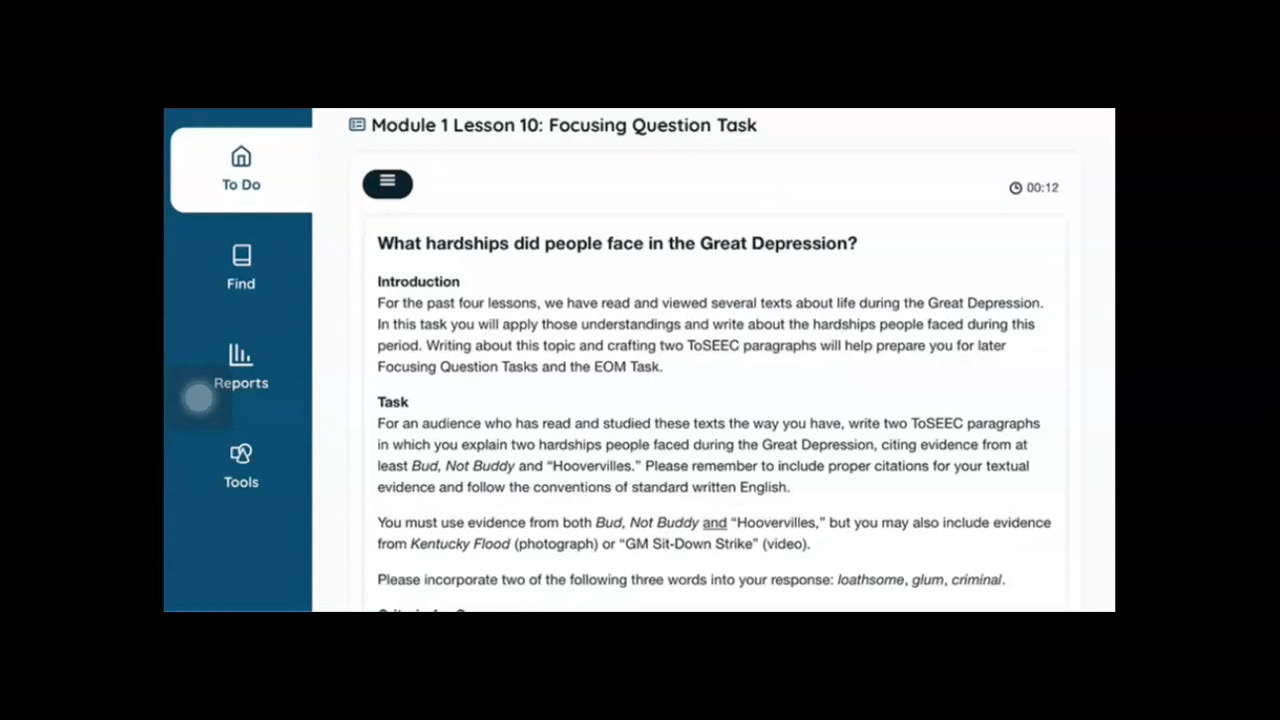 Module 1 Lesson 10: Focusing Question Task
To Do
00:12
What hardships did people face in the Great Depression?
Find
Introduction
For the past four lessons, we have read and viewed several texts about life during the Great Depression.
In this task you will apply those understandings and write about the hardships people faced during this
period. Writing about this topic and crafting two ToSEEC paragraphs will help prepare you for later
Focusing Question Tasks and the EOM Task.
Reports
Task
For an audience who has read and studied these texts the way you have, write two ToSEEC paragraphs
in which you explain two hardships people faced during the Great Depression, citing evidence from at
least Bud, Not Buddy and “Hoovervilles.” Please remember to include proper citations for your textual
evidence and follow the conventions of standard written English.
Tools
You must use evidence from both Bud, Not Buddy and “Hoovervilles,” but you may also include evidence
from Kentucky Flood (photograph) or “GM Sit-Down Strike” (video).
Please incorporate two of the following three words into your response: loathsome, glum, criminal.